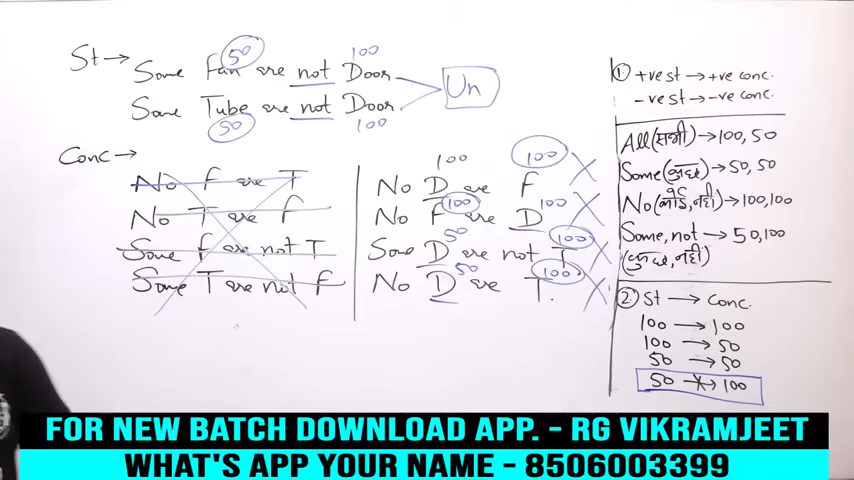 St → Some Fan are not Door
50 100
Some Tube are not Door
50 100
Un
Conc →
No F are T
No T are F
Some F are not T
Some T are not F
100 100
No D are F
100 100
No F are D
50 100
Some D are not F
50 100
No D are T.
① +ve st → +ve conc.
-ve st → -ve conc.
All (सभी) → 100, 50
Some (कुछ) → 50, 50
No (कोई, नहीं) → 100, 100
Some, not → 50, 100
(कुछ, नहीं)
② St → Conc.
100 → 100
100 → 50
50 → 50
50 → 100
FOR NEW BATCH DOWNLOAD APP. - RG VIKRAMJEET
WHAT'S APP YOUR NAME - 8506003399